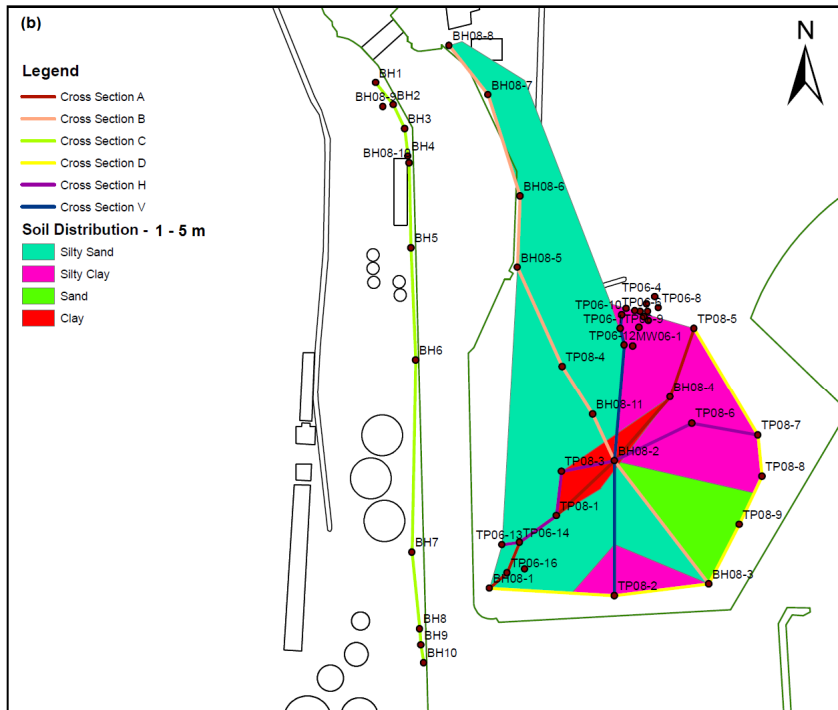 (b)
N
Legend
Cross Section A
Cross Section B
Cross Section C
Cross Section D
Cross Section H
Cross Section V
Soil Distribution - 1 - 5 m
Silty Sand
Silty Clay
Sand
Clay
BH08-8
BH1
BH08-7
BH08-9
BH2
BH3
BH4
BH08-10
BH08-6
BH5
BH08-5
TP06-4
TP06-10
TP06-8
TP06-9
TP08-5
TP06-12
MW06-1
BH6
TP08-4
BH08-4
BH08-11
TP08-6
TP08-7
BH08-2
TP08-3
TP08-8
TP08-1
TP08-9
TP06-13
TP06-14
BH7
TP06-16
BH08-1
TP08-2
BH08-3
BH8
BH9
BH10